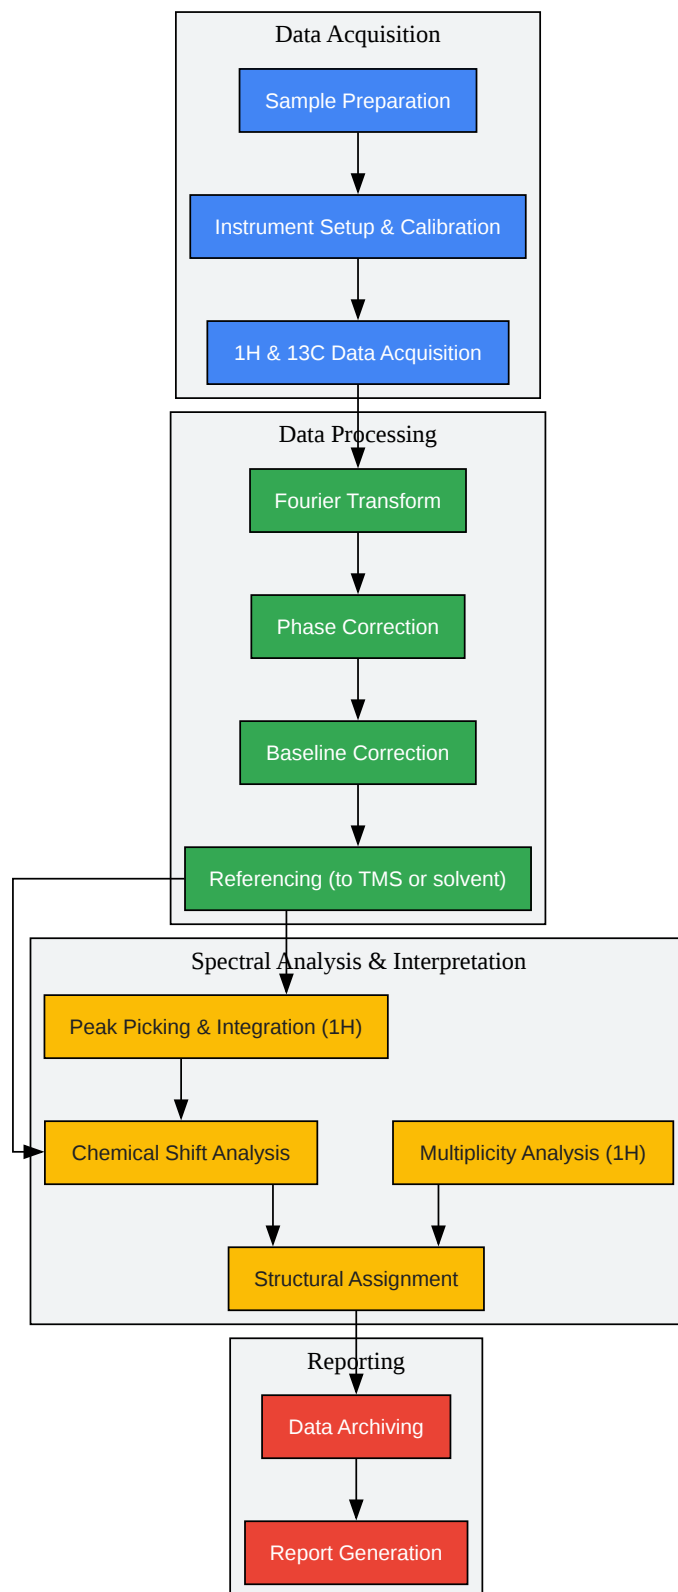 Data Acquisition
Sample Preparation
Instrument Setup & Calibration
1H & 13C Data Acquisition
Data Processing
Fourier Transform
Phase Correction
Baseline Correction
Referencing (to TMS or solvent)
Spectral Analysis & Interpretation
Peak Picking & Integration (1H)
Chemical Shift Analysis
Multiplicity Analysis (1H)
Structural Assignment
Reporting
Data Archiving
Report Generation